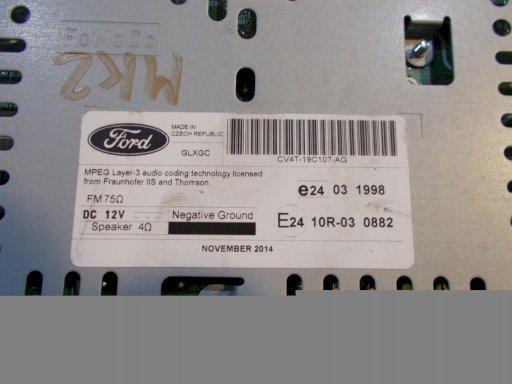 FoMoCo
MK2
Ford
MADE IN
CZECH REPUBLIC
GLXGC
CV4T-19C107-AG
MPEG Layer-3 audio coding technology licensed
from Fraunhofer IIS and Thomson.
FM 75Ω
e24 03 1998
DC 12V
Negative Ground
Speaker 4Ω
E24 10R-03 0882
NOVEMBER 2014